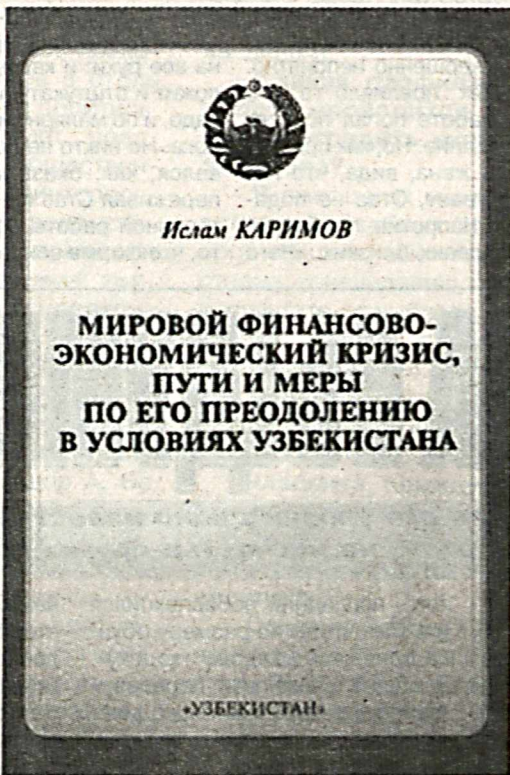 Ислам КАРИМОВ
МИРОВОЙ ФИНАНСОВО-
ЭКОНОМИЧЕСКИЙ КРИЗИС,
ПУТИ И МЕРЫ
ПО ЕГО ПРЕОДОЛЕНИЮ
В УСЛОВИЯХ УЗБЕКИСТАНА
«УЗБЕКИСТАН»